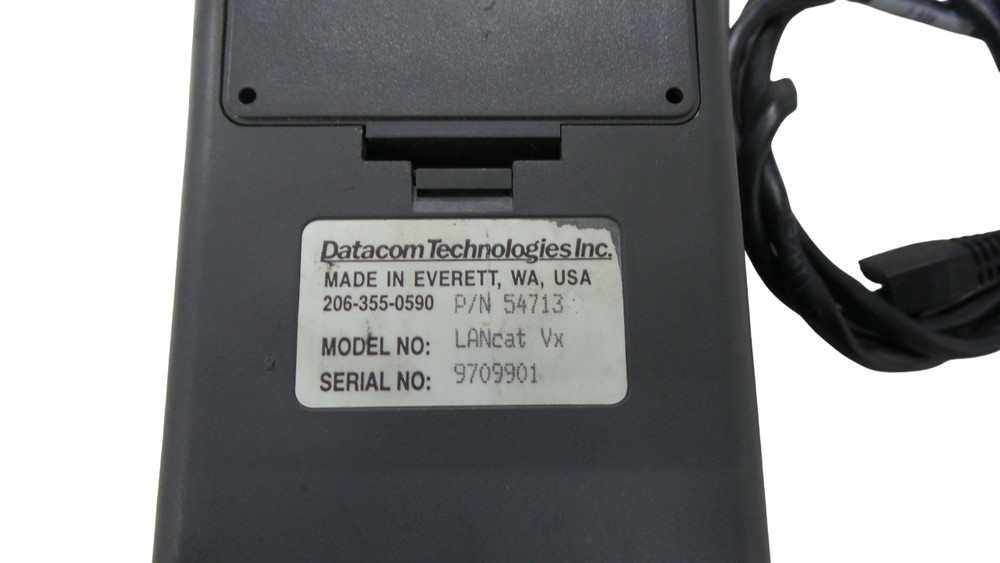 Datacom Technologies Inc.
MADE IN EVERETT, WA, USA
206-355-0590 P/N 54713
MODEL NO: LANcat Vx
SERIAL NO: 9709901